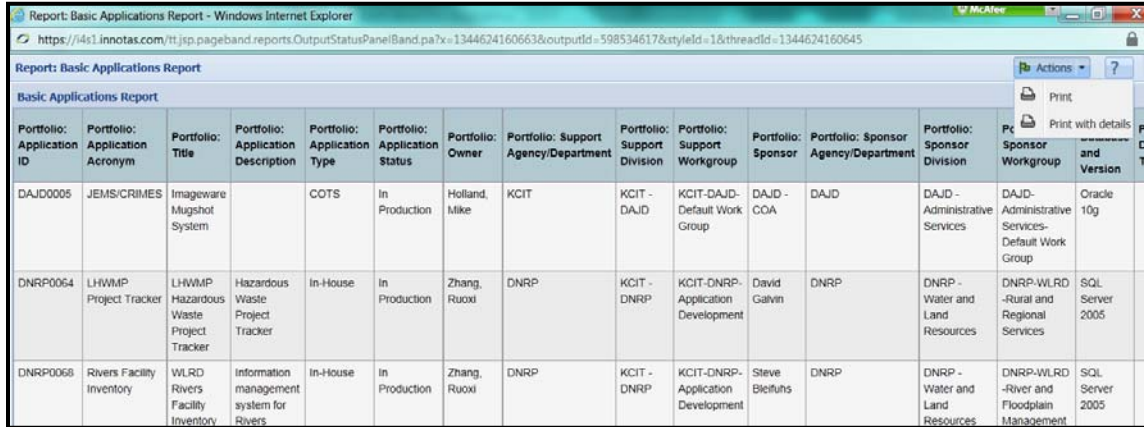 Report: Basic Applications Report - Windows Internet Explorer
McAfee
https://i4s1.innotas.com/tt.jsp.pageband.reports.OutputStatusPanelBand.pa?x=1344624160663&outputId=598534617&styleId=1&threadId=1344624160645
Report: Basic Applications Report
Actions
?
Print
Print with details
Basic Applications Report
Portfolio: Application ID
Portfolio: Application Acronym
Portfolio: Title
Portfolio: Application Description
Portfolio: Application Type
Portfolio: Application Status
Portfolio: Owner
Portfolio: Support Agency/Department
Portfolio: Support Division
Portfolio: Support Workgroup
Portfolio: Sponsor
Portfolio: Sponsor Agency/Department
Portfolio: Sponsor Division
Sponsor Workgroup
and Version
DAJD0005
JEMS/CRIMES
Imageware Mugshot System
COTS
In Production
Holland, Mike
KCIT
KCIT - DAJD
KCIT-DAJD-Default Work Group
DAJD - COA
DAJD
DAJD - Administrative Services
DAJD-Administrative Services-Default Work Group
Oracle 10g
DNRP0064
LHWMP Project Tracker
LHWMP Hazardous Waste Project Tracker
Hazardous Waste Project Tracker
In-House
In Production
Zhang, Ruoxi
DNRP
KCIT - DNRP
KCIT-DNRP-Application Development
David Galvin
DNRP
DNRP - Water and Land Resources
DNRP-WLRD -Rural and Regional Services
SQL Server 2005
DNRP0068
Rivers Facility Inventory
WLRD Rivers Facility Inventory
Information management system for Rivers
In-House
In Production
Zhang, Ruoxi
DNRP
KCIT - DNRP
KCIT-DNRP-Application Development
Steve Bleifuhs
DNRP
DNRP - Water and Land Resources
DNRP-WLRD -River and Floodplain Management
SQL Server 2005